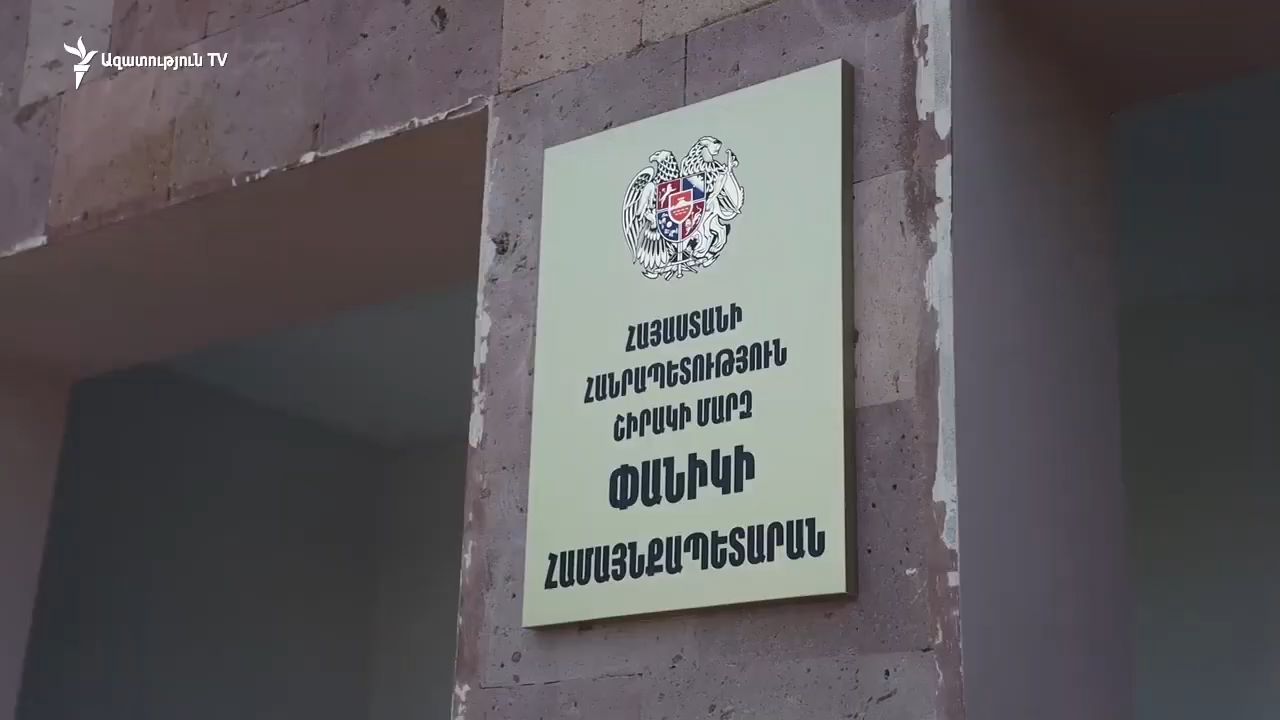 Ազատություն TV
ՀԱՅԱՍՏԱՆԻ
ՀԱՆՐԱՊԵՏՈՒԹՅՈՒՆ
ՇԻՐԱԿԻ ՄԱՐԶ
ՓԱՆԻԿԻ
ՀԱՄԱՅՆՔԱՊԵՏԱՐԱՆ